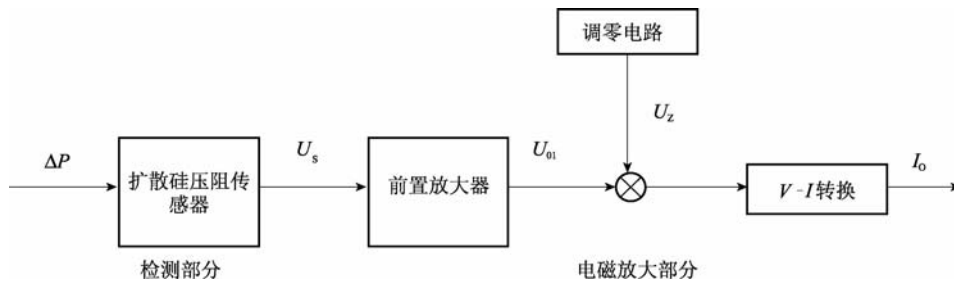 调零电路
U_z
ΔP
扩散硅压阻传
感器
U_s
前置放大器
U_01
V-I转换
I_o
检测部分
电磁放大部分